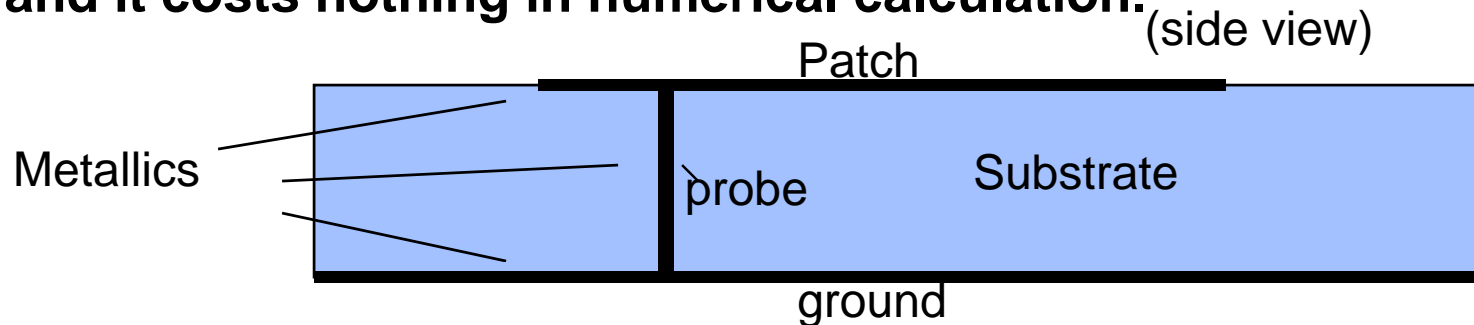 and it costs nothing in numerical calculation.
(side view)
Patch
Metallics
probe
Substrate
ground